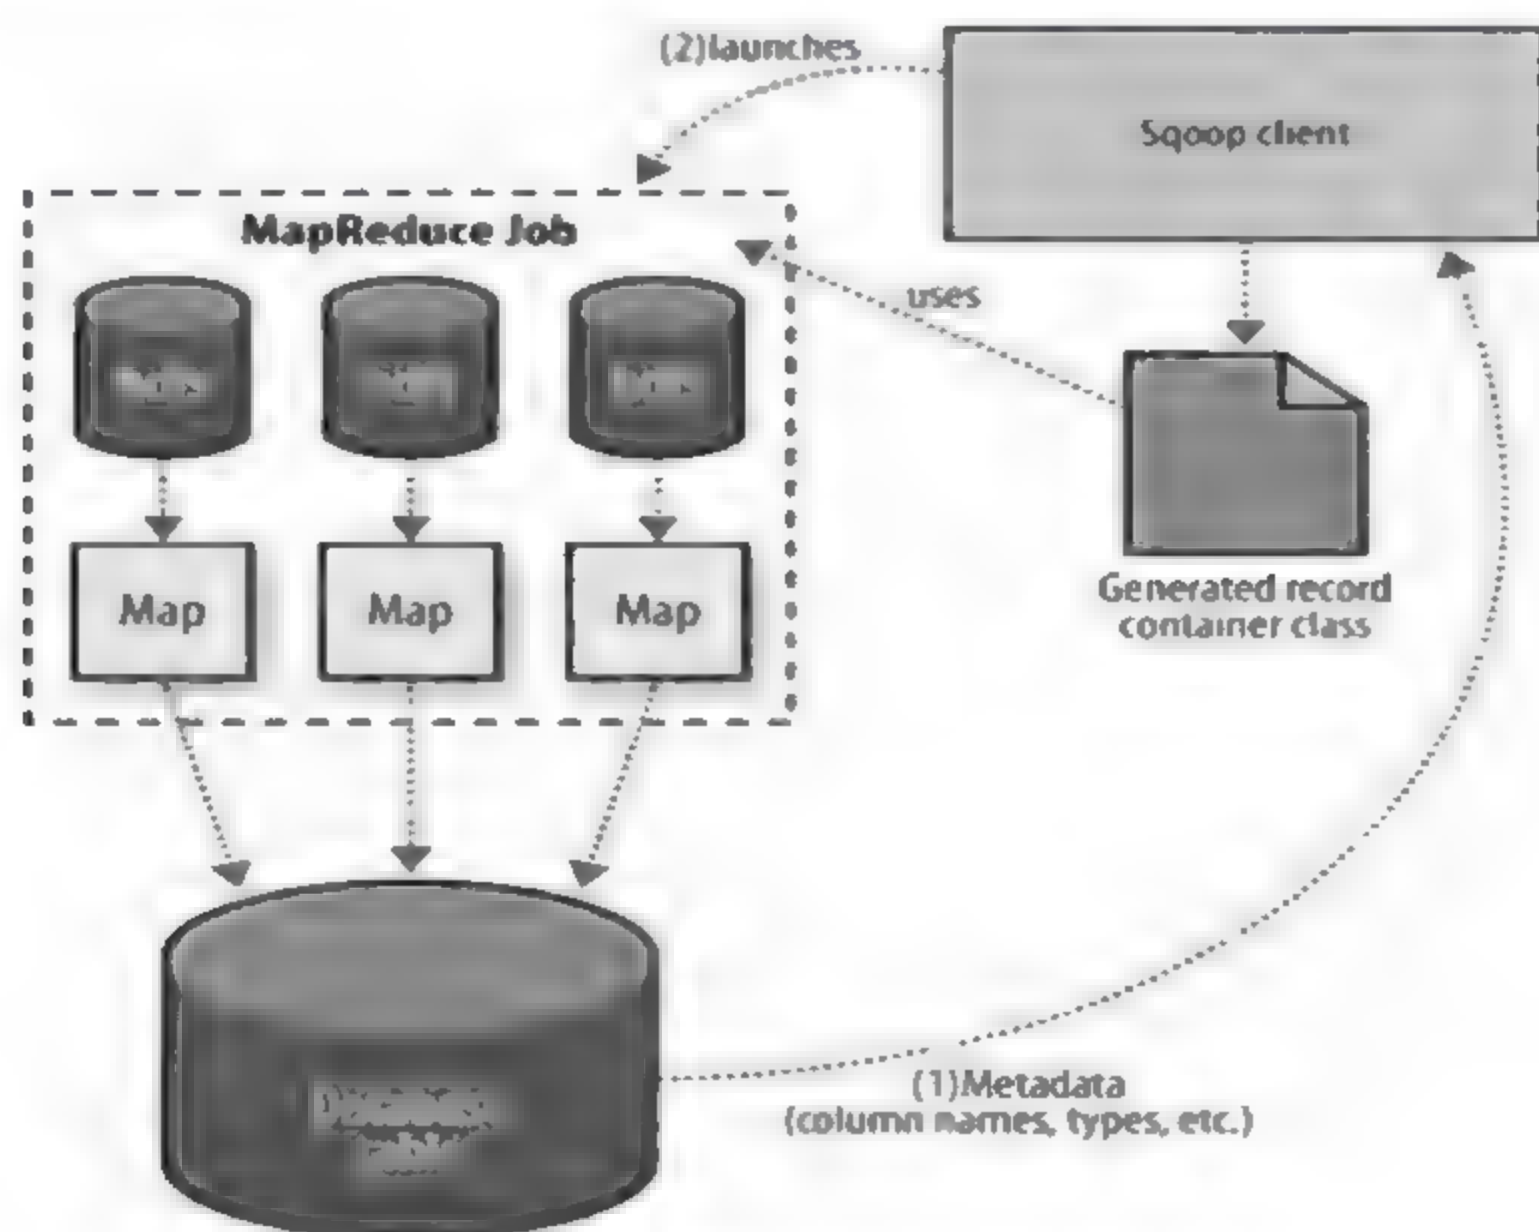 (2)launches
Sqoop client
MapReduce Job
uses
Map
Map
Map
Generated record
container class
(1)Metadata
(column names, types, etc.)